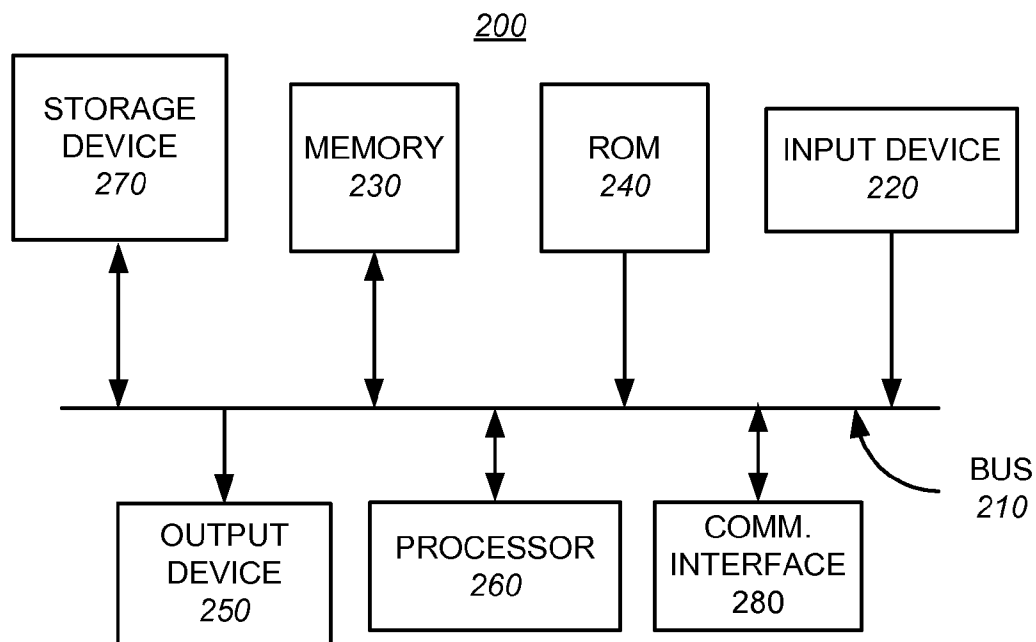 200
STORAGE
DEVICE
270
MEMORY
230
ROM
240
INPUT DEVICE
220
BUS
210
OUTPUT
DEVICE
250
PROCESSOR
260
COMM.
INTERFACE
280